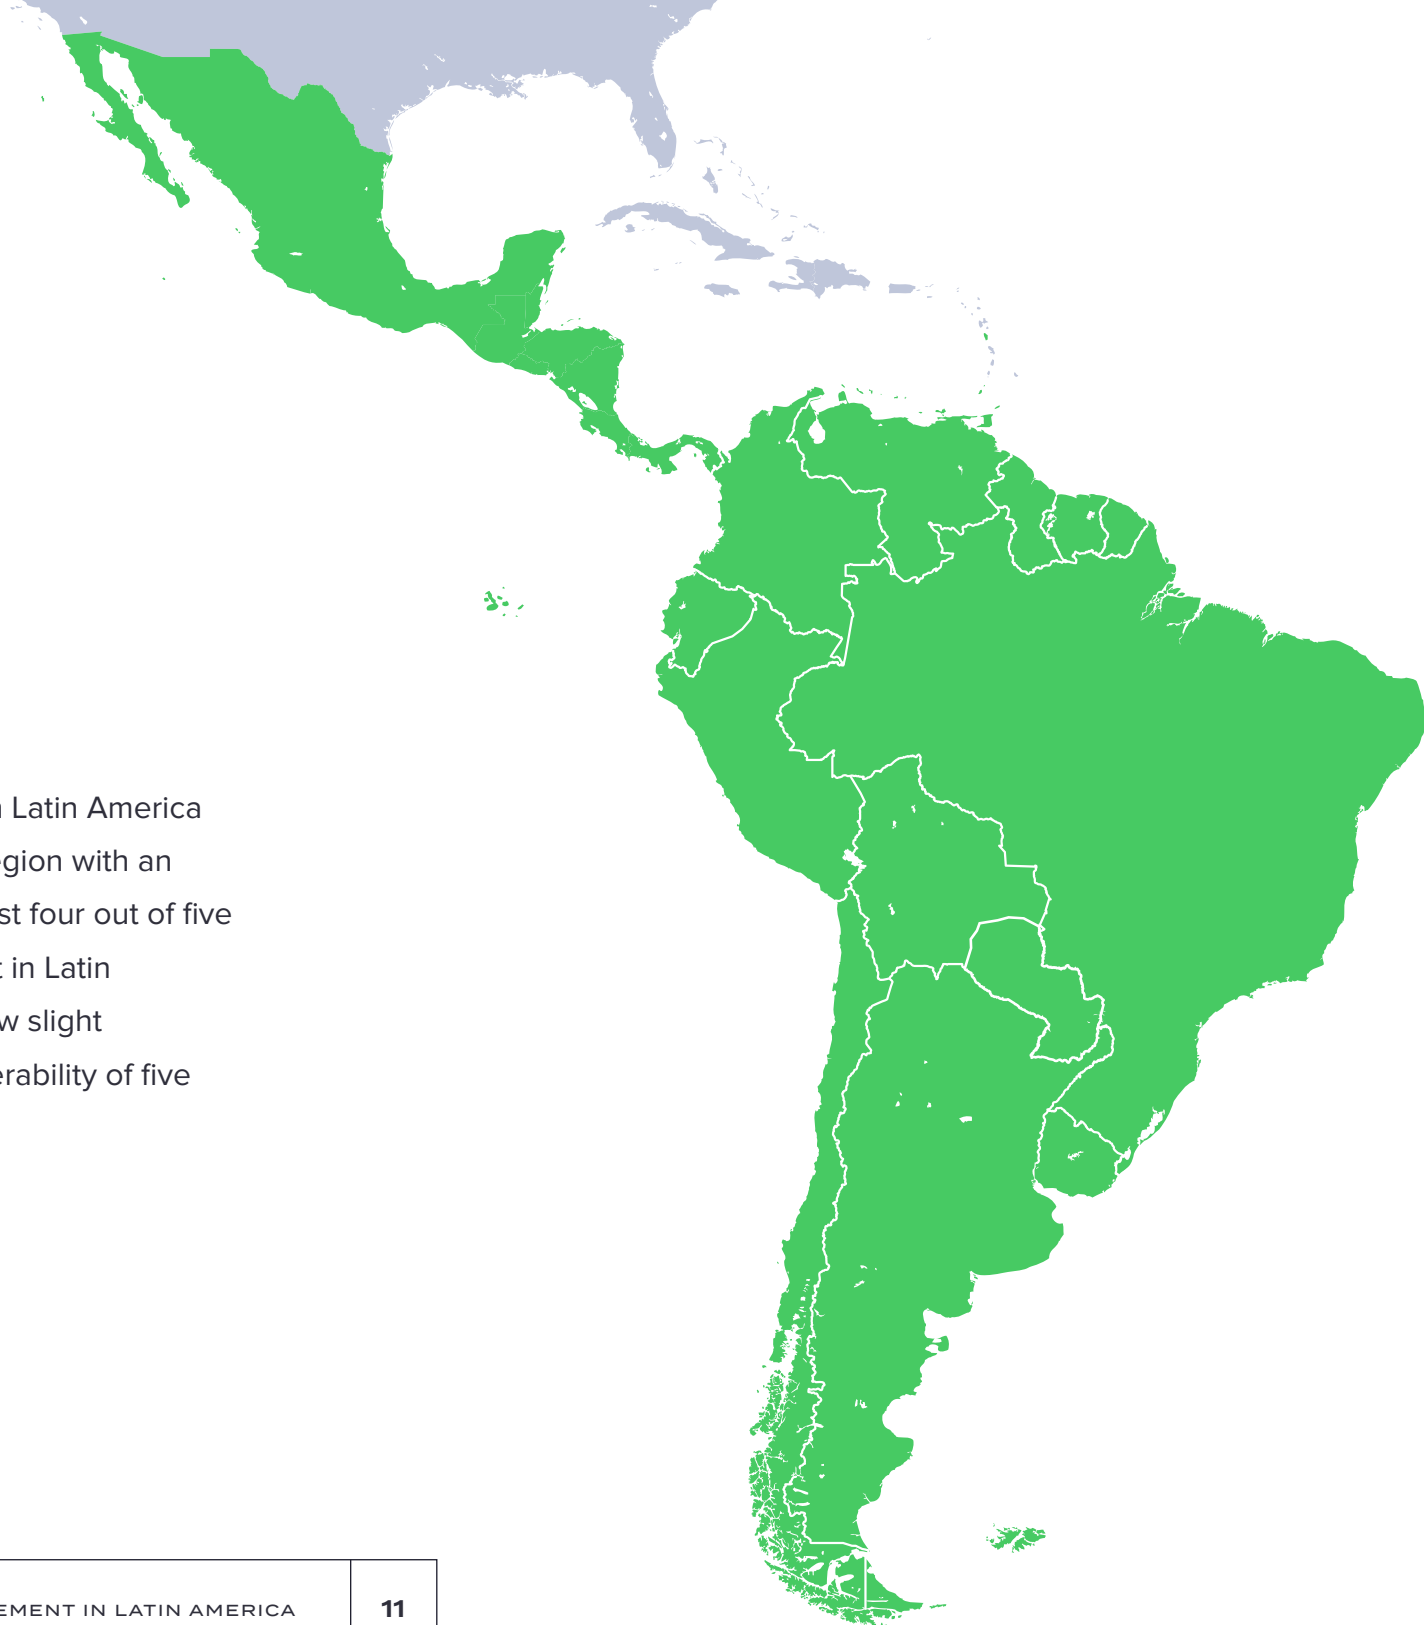 Latin America
egion with an
st four out of five
t in Latin
w slight
erability of five
EMENT IN LATIN AMERICA
11